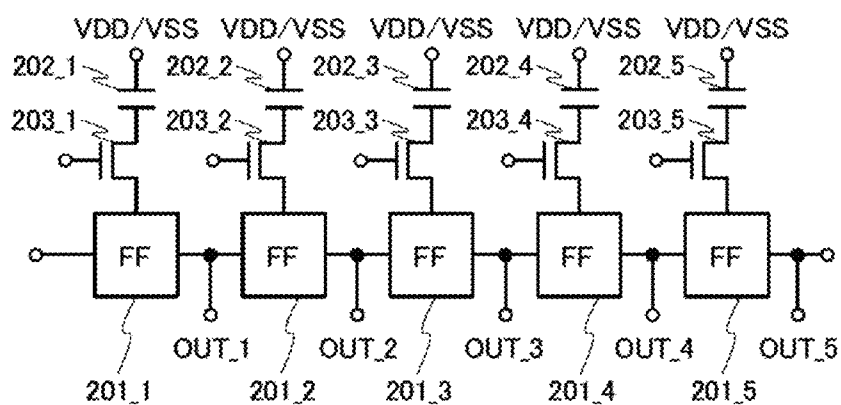 VDD/VSS VDD/VSS VDD/VSS VDD/VSS VDD/VSS
202_1 202_2 202_3 202_4 202_5
203_1 203_2 203_3 203_4 203_5
FF FF FF FF FF
OUT_1 OUT_2 OUT_3 OUT_4 OUT_5
201_1 201_2 201_3 201_4 201_5